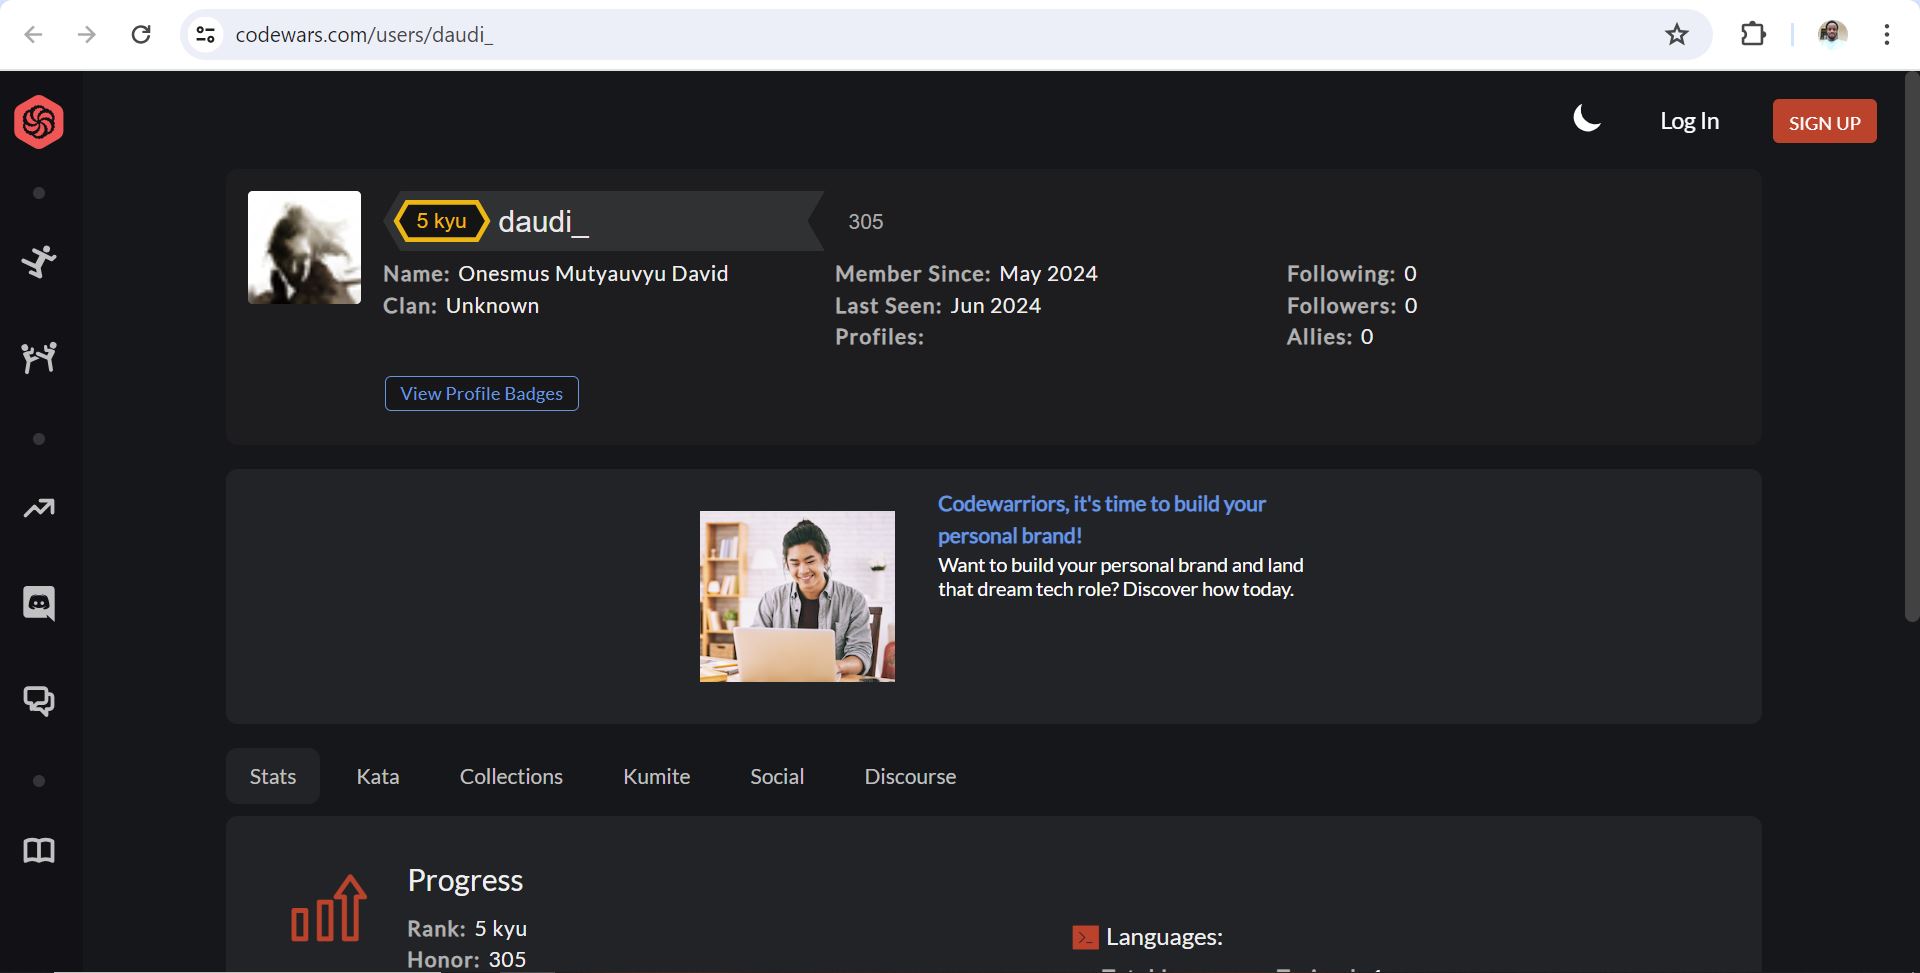 codewars.com/users/daudi_
Log In
SIGN UP
5 kyu
daudi_
305
Name: Onesmus Mutyauvyu David
Clan: Unknown
Member Since: May 2024
Last Seen: Jun 2024
Profiles:
Following: 0
Followers: 0
Allies: 0
View Profile Badges
Codewarriors, it's time to build your
personal brand!
Want to build your personal brand and land
that dream tech role? Discover how today.
Stats
Kata
Collections
Kumite
Social
Discourse
Progress
Rank: 5 kyu
Honor: 305
Languages: